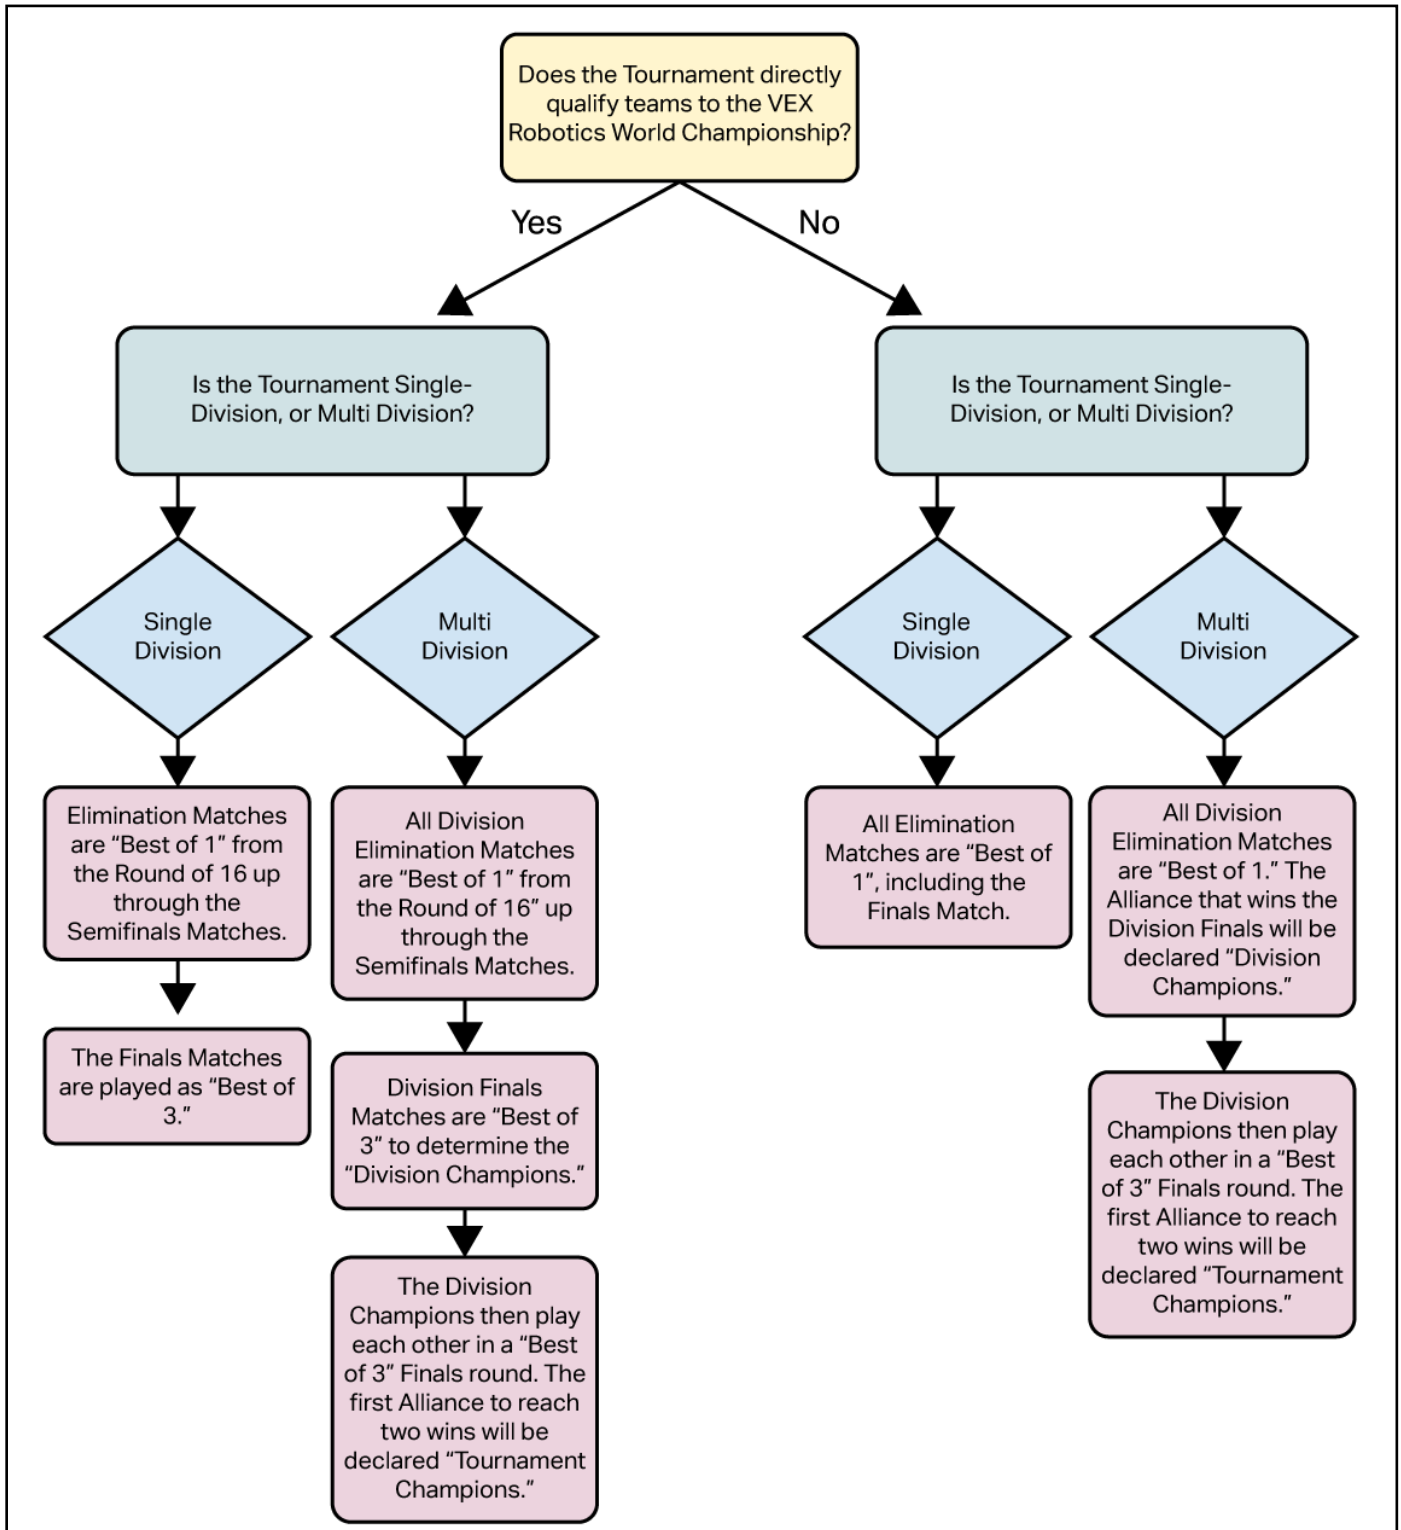 Does the Tournament directly
qualify teams to the VEX
Robotics World Championship?
Yes
No
Is the Tournament Single-
Division, or Multi Division?
Is the Tournament Single-
Division, or Multi Division?
Single
Division
Multi
Division
Single
Division
Multi
Division
Elimination Matches
are “Best of 1” from
the Round of 16 up
through the
Semifinals Matches.
The Finals Matches
are played as “Best of
3.”
All Division
Elimination Matches
are “Best of 1” from
the Round of 16” up
through the
Semifinals Matches.
Division Finals
Matches are “Best of
3” to determine the
“Division Champions.”
The Division
Champions then play
each other in a “Best
of 3” Finals round. The
first Alliance to reach
two wins will be
declared “Tournament
Champions.”
All Elimination
Matches are “Best of
1”, including the
Finals Match.
All Division
Elimination Matches
are “Best of 1.” The
Alliance that wins the
Division Finals will be
declared “Division
Champions.”
The Division
Champions then play
each other in a “Best
of 3” Finals round. The
first Alliance to reach
two wins will be
declared “Tournament
Champions.”